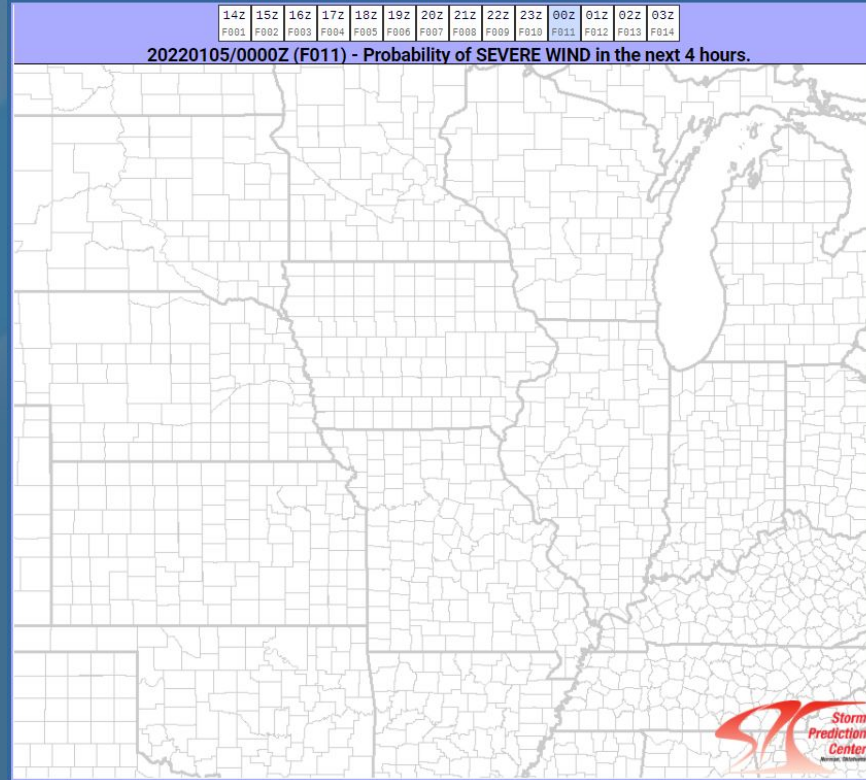 14Z 15Z 16Z 17Z 18Z 19Z 20Z 21Z 22Z 23Z 00Z 01Z 02Z 03Z
F001 F002 F003 F004 F005 F006 F007 F008 F009 F010 F011 F012 F013 F014
20220105/0000Z (F011) - Probability of SEVERE WIND in the next 4 hours.
Storm
Prediction
Center
Norman, Oklahoma